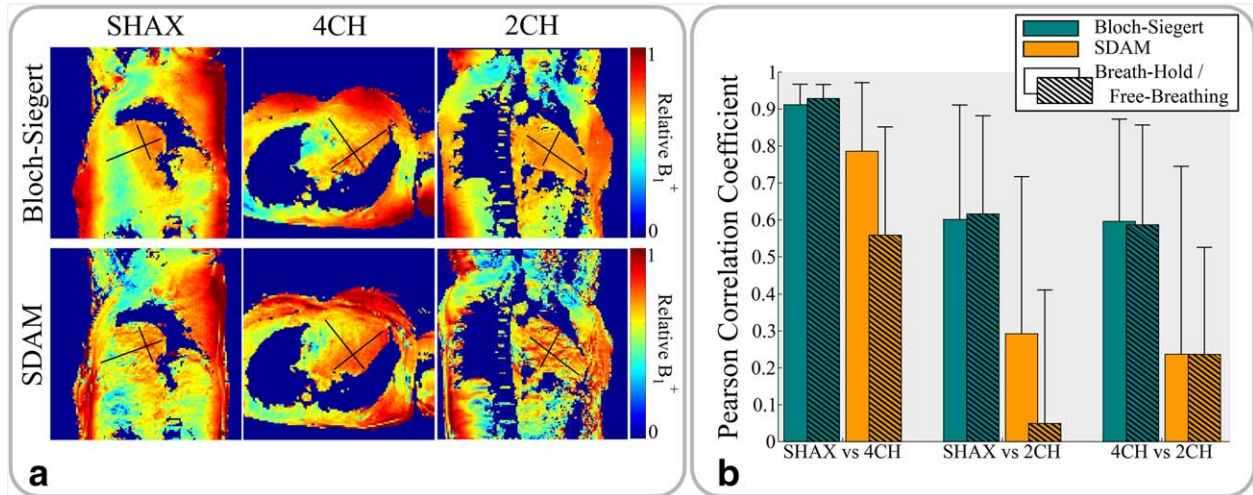 SHAX
4CH
2CH
Bloch-Siegert
SDAM
1
Relative B₁⁺
0
1
Relative B₁⁺
0
a
Bloch-Siegert
SDAM
Breath-Hold /
Free-Breathing
Pearson Correlation Coefficient
1
0.9
0.8
0.7
0.6
0.5
0.4
0.3
0.2
0.1
0
SHAX vs 4CH
SHAX vs 2CH
4CH vs 2CH
b